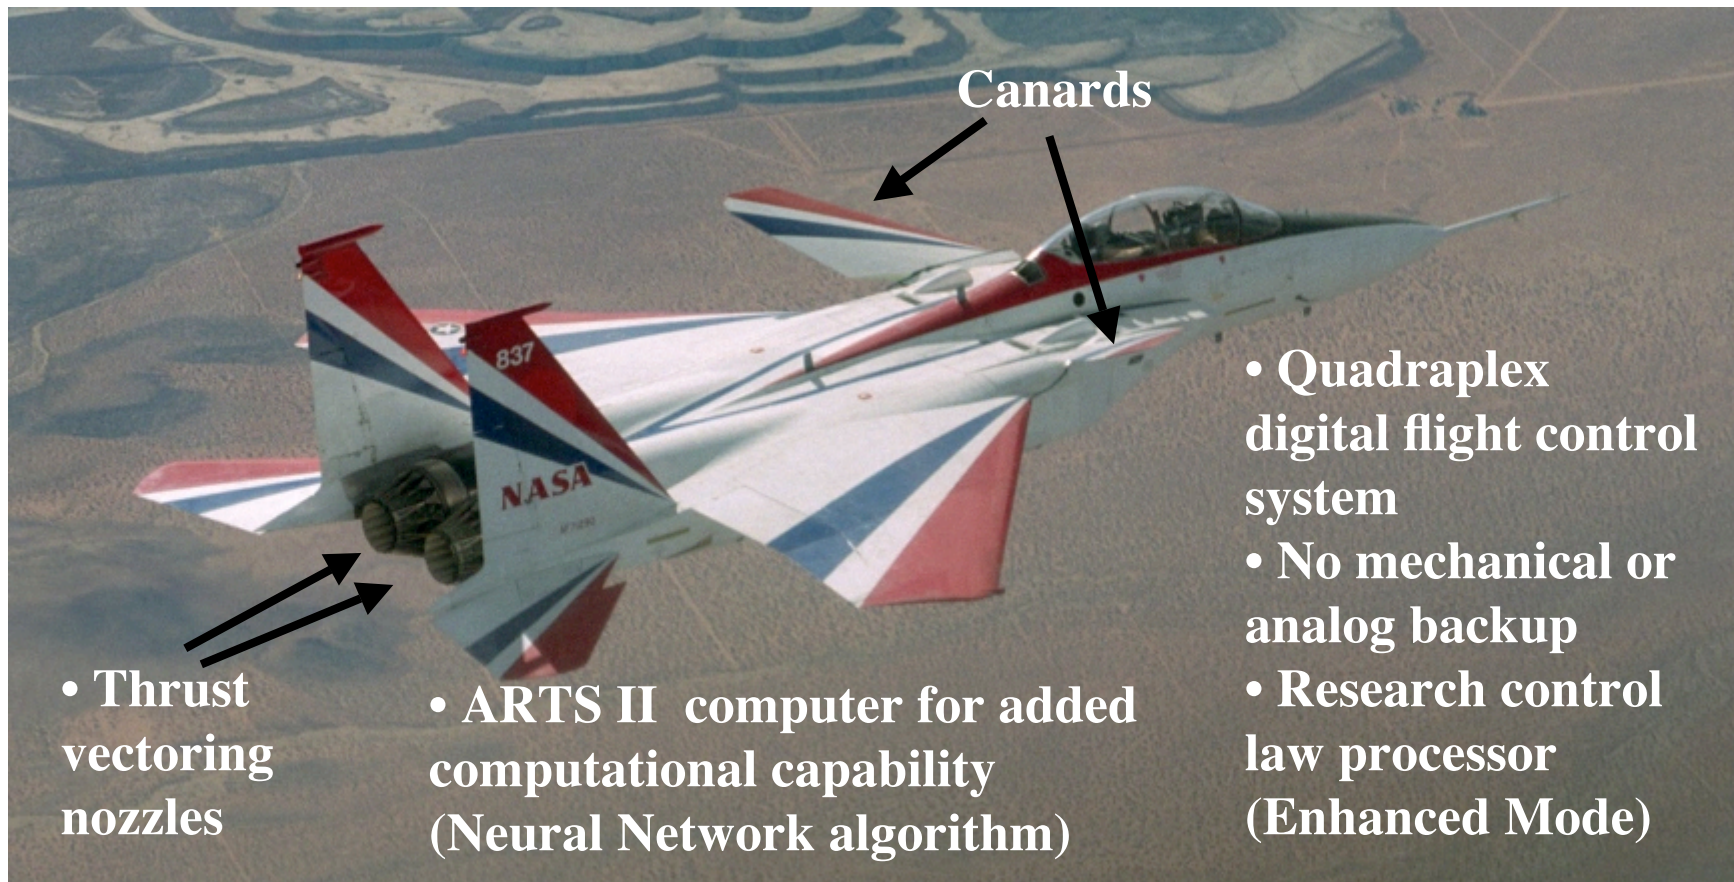 Canards
837
NASA
• Quadraplex
digital flight control
system
• No mechanical or
analog backup
• Research control
law processor
(Enhanced Mode)
• Thrust
vectoring
nozzles
• ARTS II computer for added
computational capability
(Neural Network algorithm)